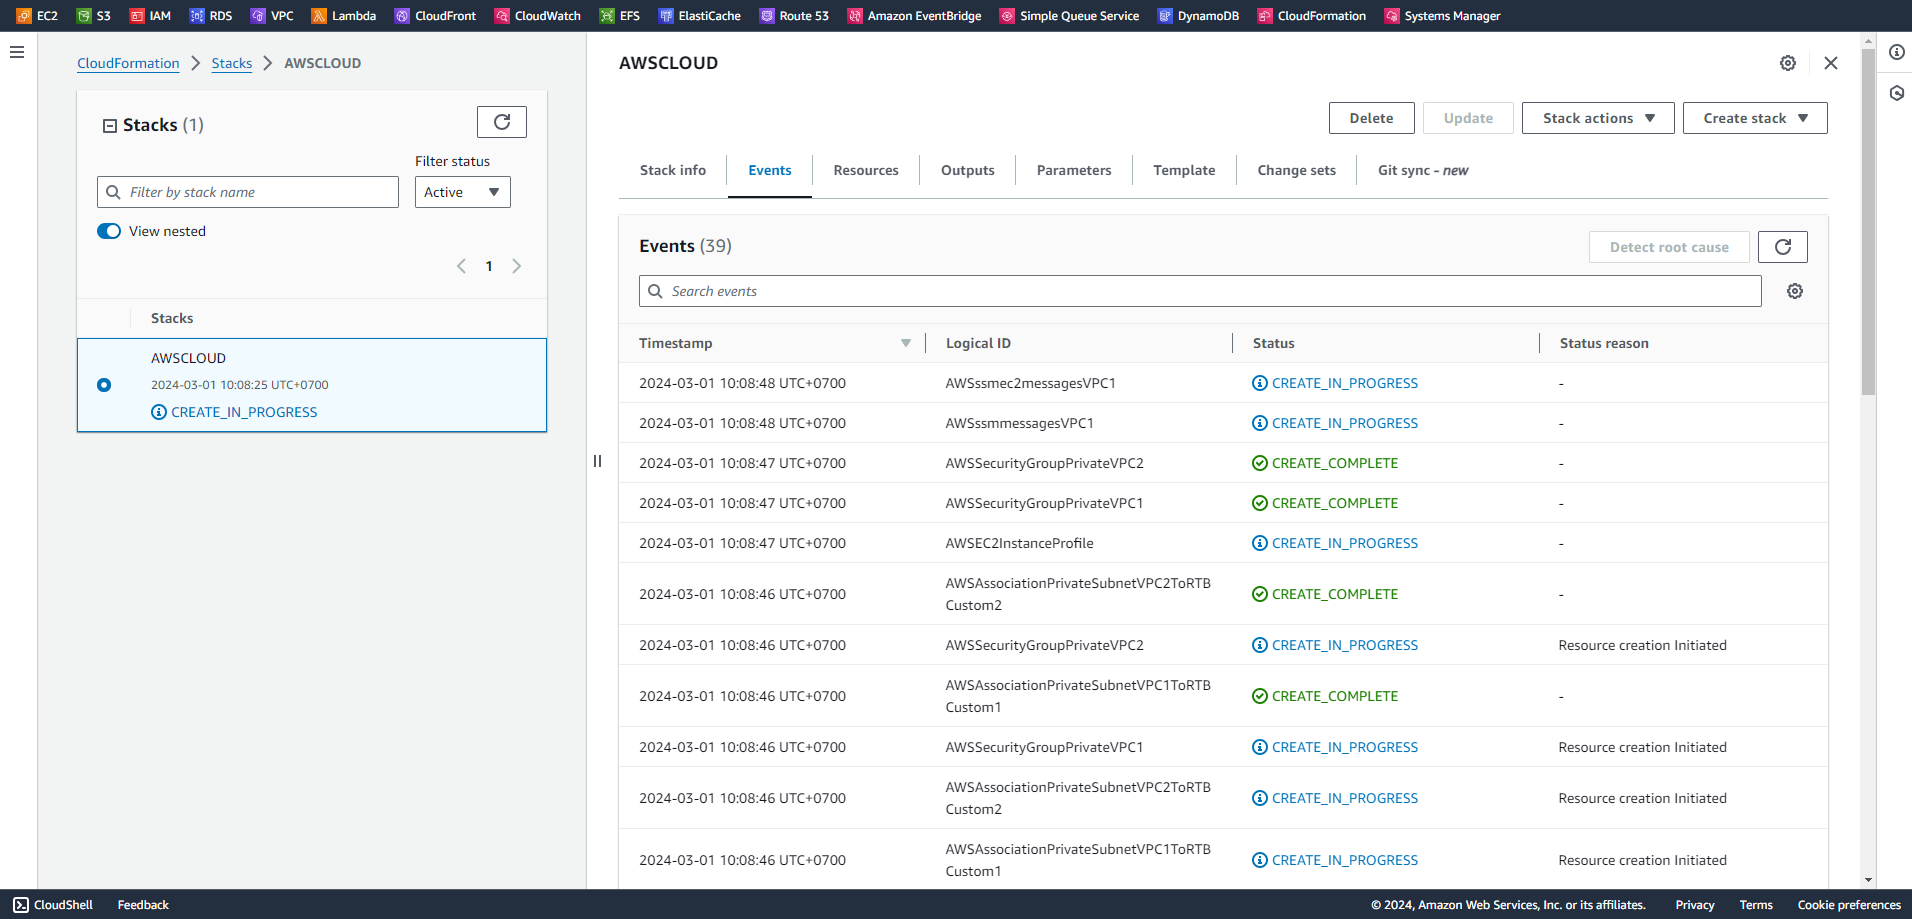 EC2 S3 IAM RDS VPC Lambda CloudFront CloudWatch EFS ElastiCache Route 53 Amazon EventBridge Simple Queue Service DynamoDB CloudFormation Systems Manager
CloudFormation Stacks AWSCLOUD
Stacks (1)
Filter status
Filter by stack name
Active
View nested
1
Stacks
AWSCLOUD
2024-03-01 10:08:25 UTC+0700
CREATE_IN_PROGRESS
AWSCLOUD
Delete Update Stack actions Create stack
Stack info Events Resources Outputs Parameters Template Change sets Git sync - new
Events (39)
Detect root cause
Search events
Timestamp Logical ID Status Status reason
2024-03-01 10:08:48 UTC+0700 AWSssmec2messagesVPC1 CREATE_IN_PROGRESS -
2024-03-01 10:08:48 UTC+0700 AWSssmmessagesVPC1 CREATE_IN_PROGRESS -
2024-03-01 10:08:47 UTC+0700 AWSSecurityGroupPrivateVPC2 CREATE_COMPLETE -
2024-03-01 10:08:47 UTC+0700 AWSSecurityGroupPrivateVPC1 CREATE_COMPLETE -
2024-03-01 10:08:47 UTC+0700 AWSEC2InstanceProfile CREATE_IN_PROGRESS -
2024-03-01 10:08:46 UTC+0700 AWSAssociationPrivateSubnetVPC2ToRTB CREATE_COMPLETE -
Custom2
2024-03-01 10:08:46 UTC+0700 AWSSecurityGroupPrivateVPC2 CREATE_IN_PROGRESS Resource creation Initiated
2024-03-01 10:08:46 UTC+0700 AWSAssociationPrivateSubnetVPC1ToRTB CREATE_COMPLETE -
Custom1
2024-03-01 10:08:46 UTC+0700 AWSSecurityGroupPrivateVPC1 CREATE_IN_PROGRESS Resource creation Initiated
2024-03-01 10:08:46 UTC+0700 AWSAssociationPrivateSubnetVPC2ToRTB CREATE_IN_PROGRESS Resource creation Initiated
Custom2
2024-03-01 10:08:46 UTC+0700 AWSAssociationPrivateSubnetVPC1ToRTB CREATE_IN_PROGRESS Resource creation Initiated
Custom1
CloudShell Feedback © 2024, Amazon Web Services, Inc. or its affiliates. Privacy Terms Cookie preferences